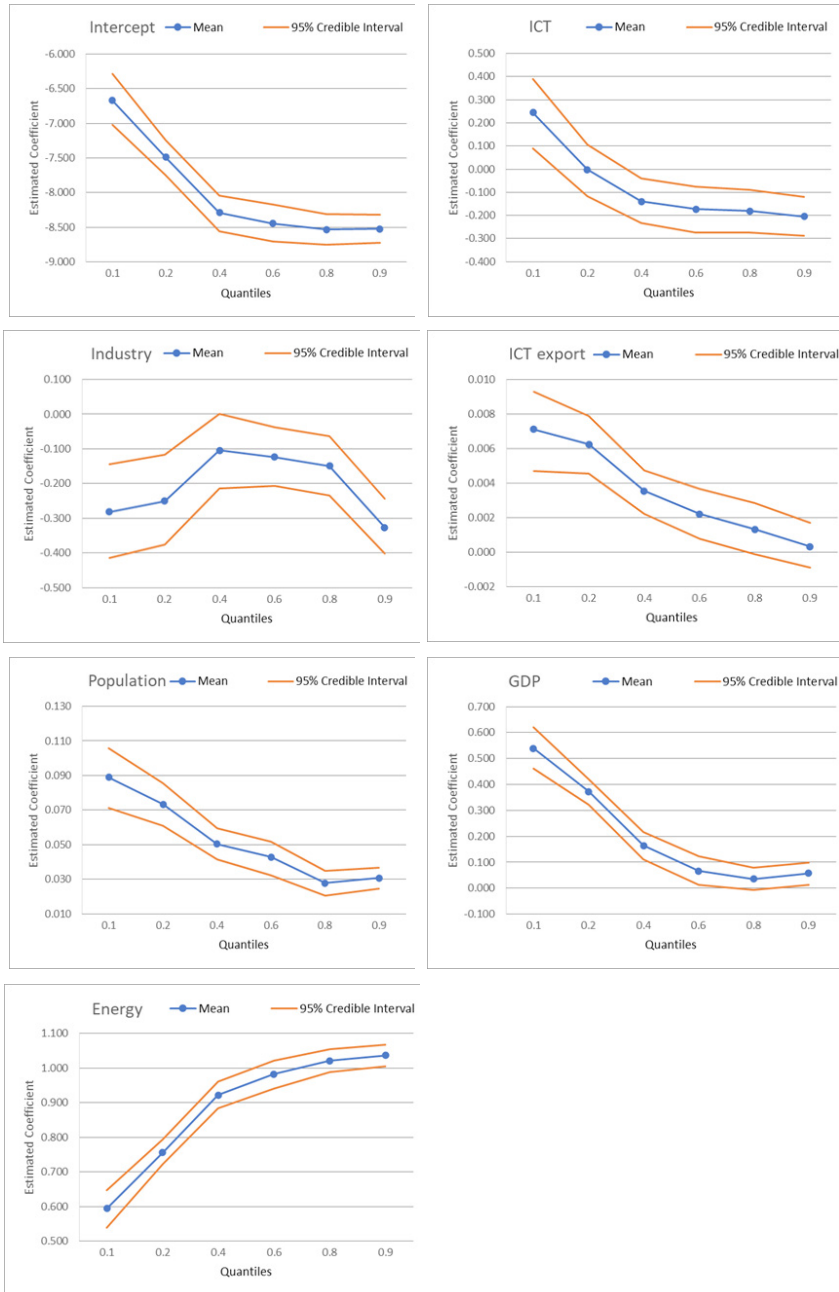 Intercept Mean 95% Credible Interval
-6.000
-6.500
-7.000
-7.500
-8.000
-8.500
-9.000
Estimated Coefficient
0.1 0.2 0.4 0.6 0.8 0.9
Quantiles
ICT Mean 95% Credible Interval
0.500
0.400
0.300
0.200
0.100
0.000
-0.100
-0.200
-0.300
-0.400
Estimated Coefficient
0.1 0.2 0.4 0.6 0.8 0.9
Quantiles
Industry Mean 95% Credible Interval
0.100
0.000
-0.100
-0.200
-0.300
-0.400
-0.500
Estimated Coefficient
0.1 0.2 0.4 0.6 0.8 0.9
Quantiles
ICT export Mean 95% Credible Interval
0.010
0.008
0.006
0.004
0.002
0.000
-0.002
Estimated Coefficient
0.1 0.2 0.4 0.6 0.8 0.9
Quantiles
Population Mean 95% Credible Interval
0.130
0.110
0.090
0.070
0.050
0.030
0.010
Estimated Coefficient
0.1 0.2 0.4 0.6 0.8 0.9
Quantiles
GDP Mean 95% Credible Interval
0.700
0.600
0.500
0.400
0.300
0.200
0.100
0.000
-0.100
Estimated Coefficient
0.1 0.2 0.4 0.6 0.8 0.9
Quantiles
Energy Mean 95% Credible Interval
1.100
1.000
0.900
0.800
0.700
0.600
0.500
Estimated Coefficient
0.1 0.2 0.4 0.6 0.8 0.9
Quantiles